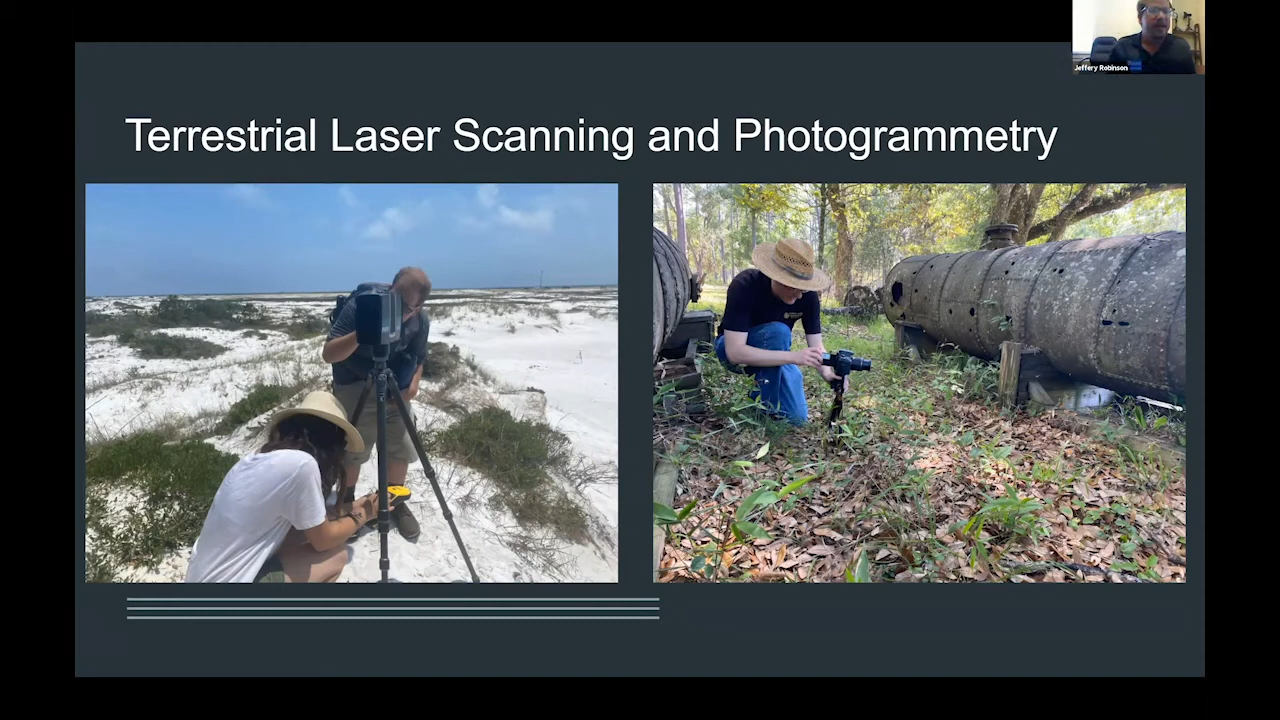 Terrestrial Laser Scanning and Photogrammetry
Jeffery Robinson